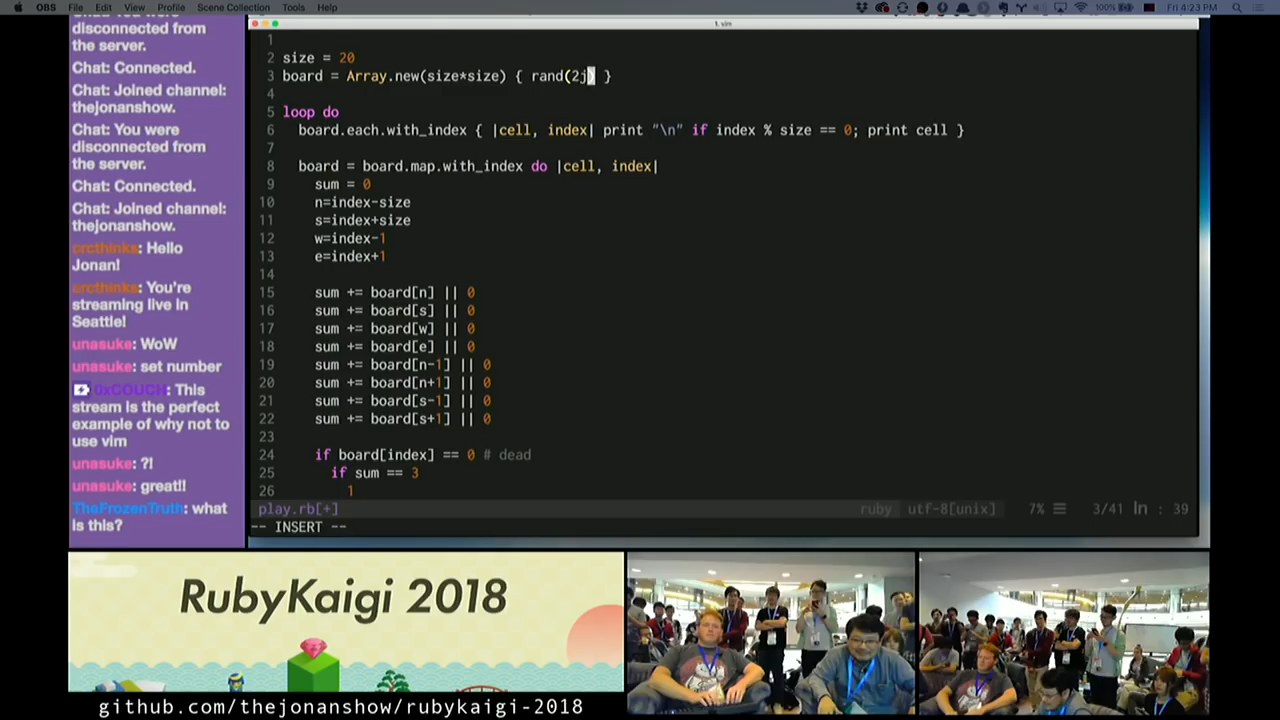 OBS File Edit View Profile Scene Collection Tools Help 100% Fri 4:23 PM
disconnected from
the server.
Chat: Connected.
Chat: Joined channel:
thejonanshow.
Chat: You were
disconnected from
the server.
Chat: Connected.
Chat: Joined channel:
thejonanshow.
crcthinks: Hello
Jonan!
crcthinks: You're
streaming live in
Seattle!
unasuke: WoW
unasuke: set number
0xCOUCH: This
stream is the perfect
example of why not to
use vim
unasuke: ?!
unasuke: great!!
TheFrozenTruth: what
is this?
1. vim
1
2 size = 20
3 board = Array.new(size*size) { rand(2j) }
4
5 loop do
6 board.each.with_index { |cell, index| print "\n" if index % size == 0; print cell }
7
8 board = board.map.with_index do |cell, index|
9 sum = 0
10 n=index-size
11 s=index+size
12 w=index-1
13 e=index+1
14
15 sum += board[n] || 0
16 sum += board[s] || 0
17 sum += board[w] || 0
18 sum += board[e] || 0
19 sum += board[n-1] || 0
20 sum += board[n+1] || 0
21 sum += board[s-1] || 0
22 sum += board[s+1] || 0
23
24 if board[index] == 0 # dead
25 if sum == 3
26 1
play.rb[+] ruby utf-8[unix] 7% 3/41 ln : 39
-- INSERT --
RubyKaigi 2018
github.com/thejonanshow/rubykaigi-2018